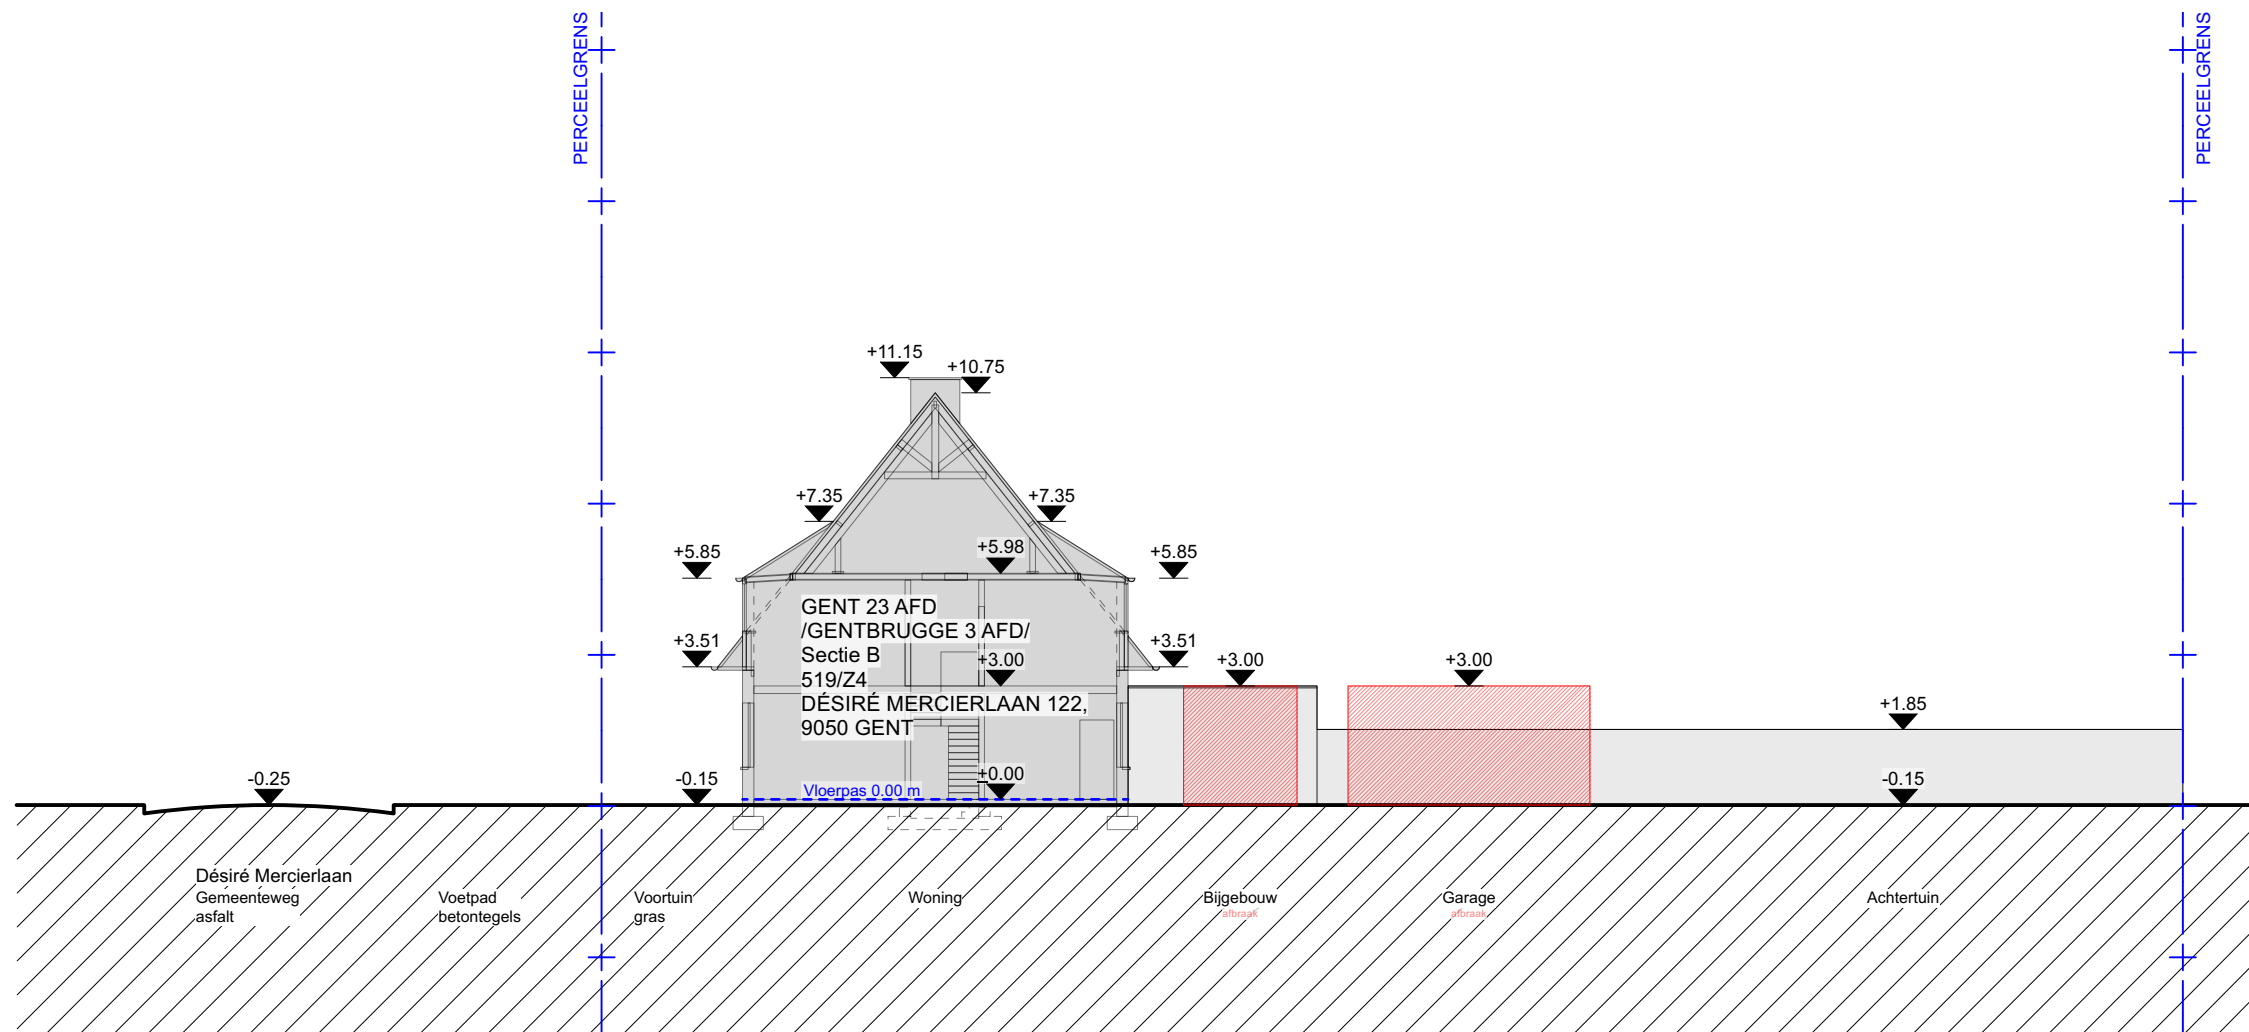 PERCEELGRENS
PERCEELGRENS
+11.15
+10.75
+7.35
+7.35
+5.85
+5.98
+5.85
GENT 23 AFD
/GENTBRUGGE 3 AFD/
Sectie B
519/Z4
DÉSIRÉ MERCIERLAAN 122,
9050 GENT
+3.51
+3.00
+3.51
+3.00
+3.00
+1.85
-0.25
-0.15
Vloerpas 0.00 m
+0.00
-0.15
Désiré Mercierlaan
Gemeenteweg
asfalt
Voetpad
betontegels
Voortuin
gras
Woning
Bijgebouw
afbraak
Garage
afbraak
Achtertuin